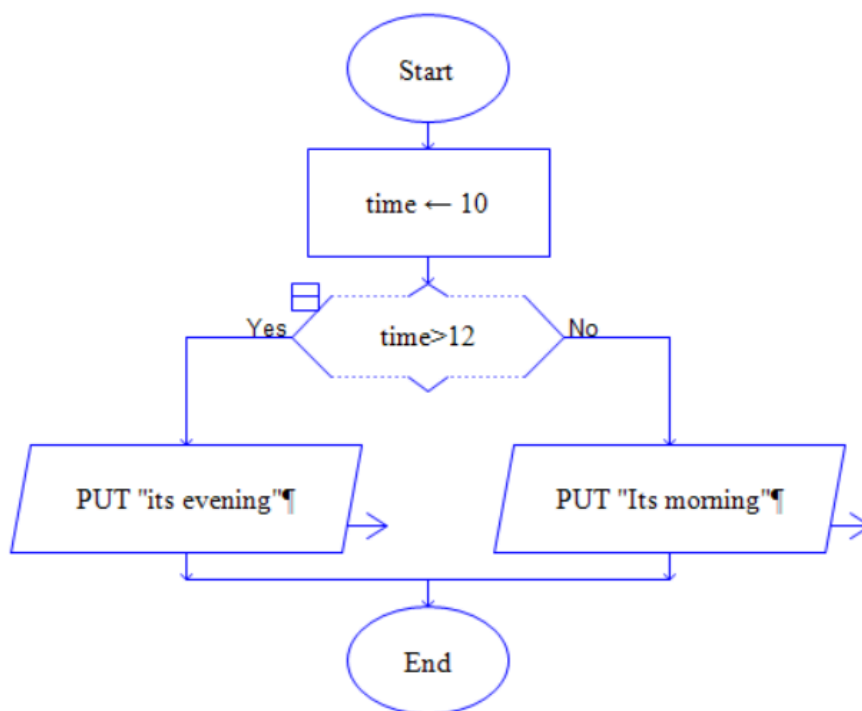 Start
time ← 10
Yes
time>12
No
PUT "its evening"¶
PUT "Its morning"¶
End